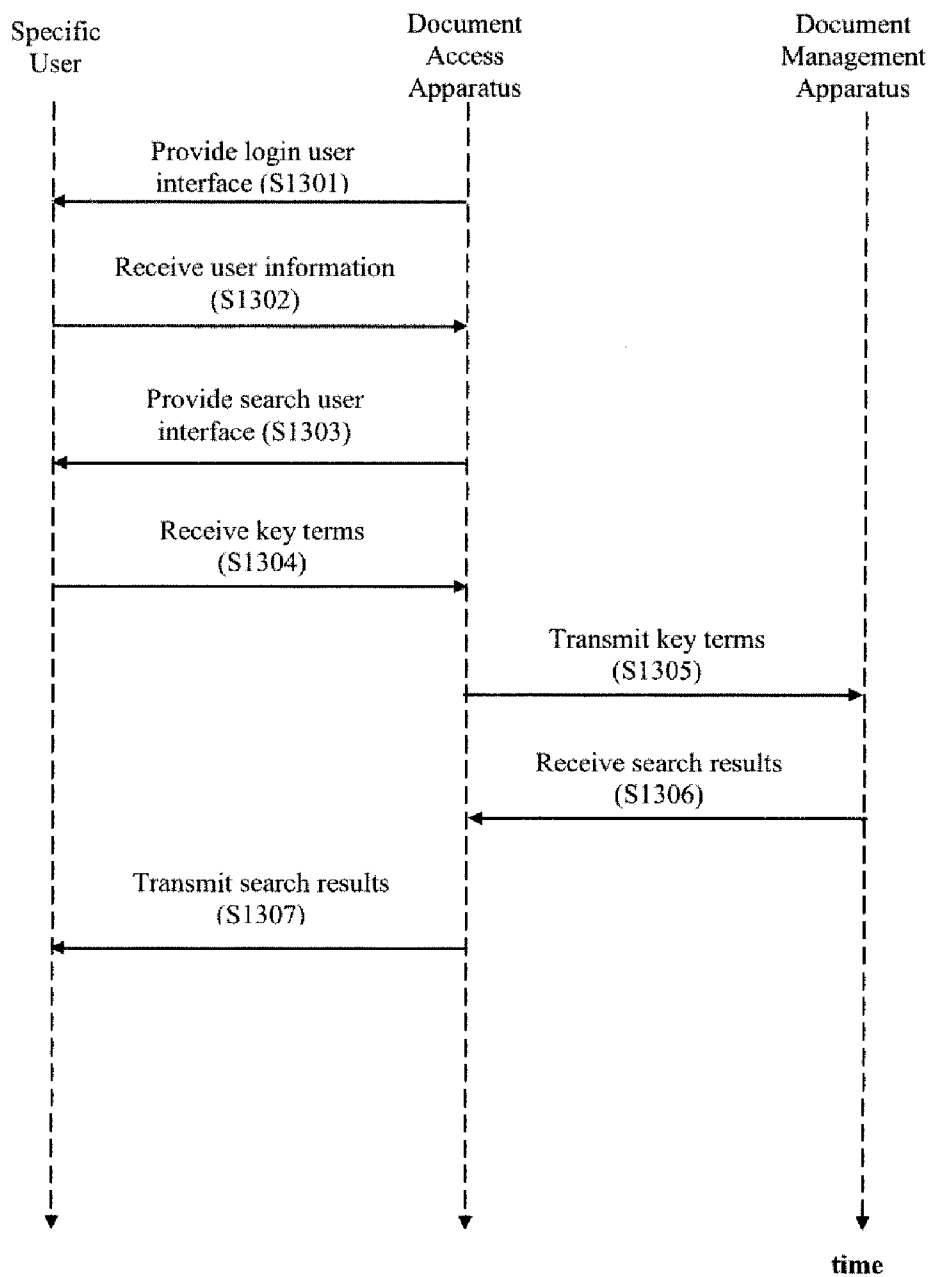 Specific
User
Document
Access
Apparatus
Document
Management
Apparatus
Provide login user
interface (S1301)
Receive user information
(S1302)
Provide search user
interface (S1303)
Receive key terms
(S1304)
Transmit key terms
(S1305)
Receive search results
(S1306)
Transmit search results
(S1307)
time